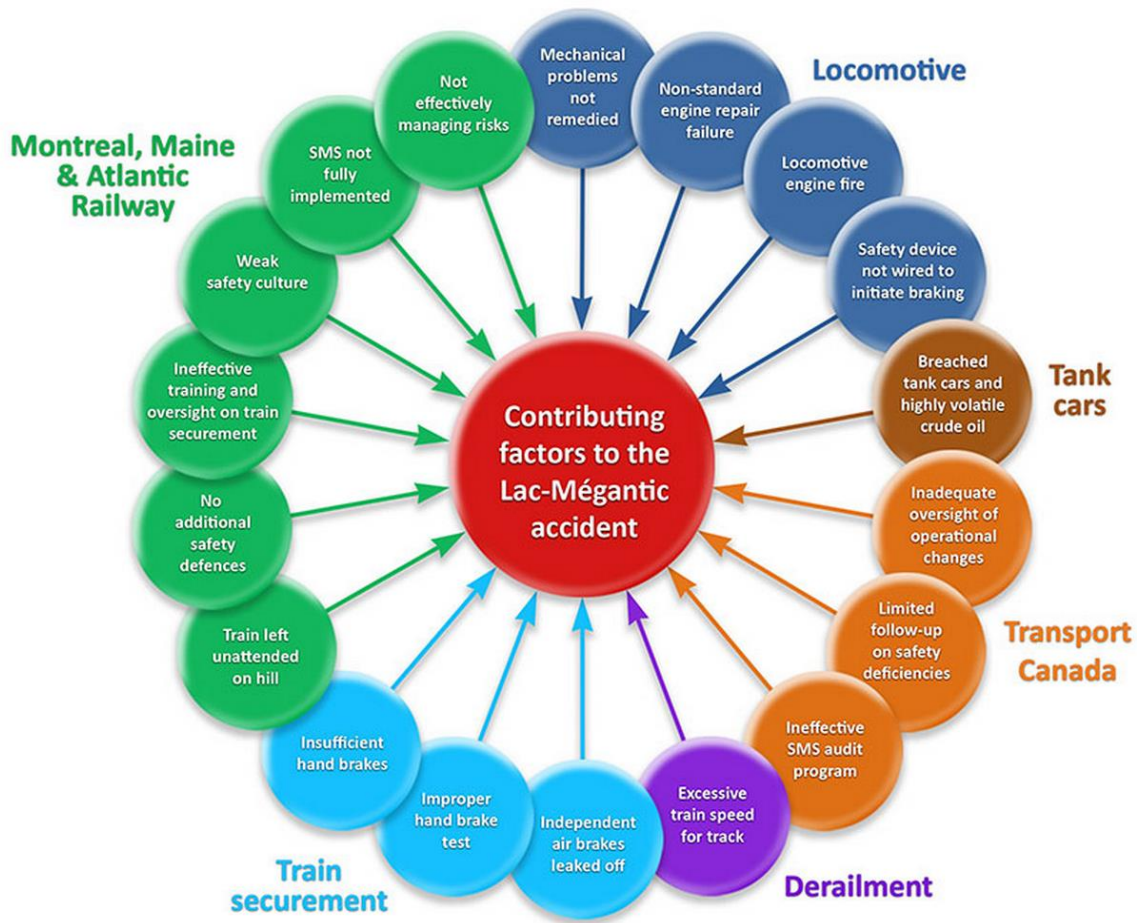 Contributing
factors to the
Lac-Mégantic
accident
Locomotive
Mechanical
problems
not
remedied
Non-standard
engine repair
failure
Locomotive
engine fire
Safety device
not wired to
initiate braking
Tank
cars
Breached
tank cars and
highly volatile
crude oil
Transport
Canada
Inadequate
oversight of
operational
changes
Limited
follow-up
on safety
deficiencies
Ineffective
SMS audit
program
Derailment
Excessive
train speed
for track
Train
securement
Independent
air brakes
leaked off
Improper
hand brake
test
Insufficient
hand brakes
Montreal, Maine
& Atlantic
Railway
Train left
unattended
on hill
No
additional
safety
defences
Ineffective
training and
oversight on train
securement
Weak
safety culture
SMS not
fully
implemented
Not
effectively
managing risks